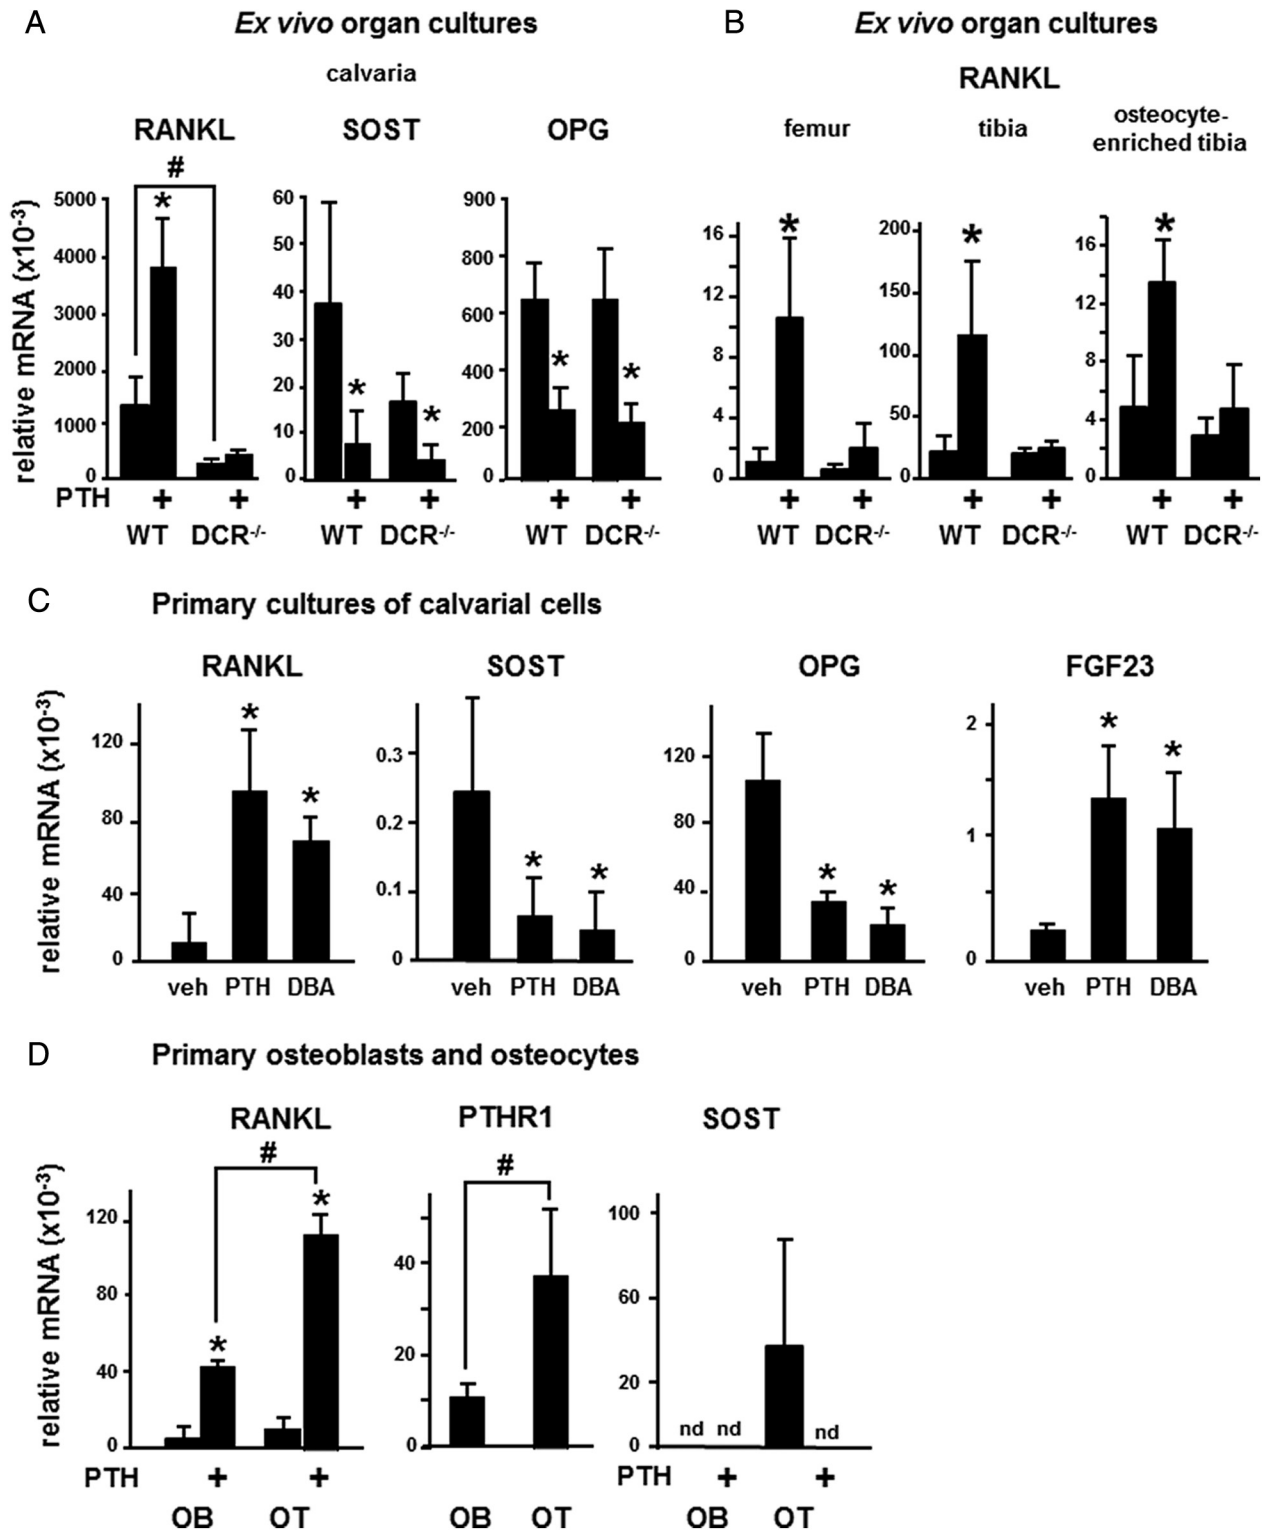 A
Ex vivo organ cultures
calvaria
RANKL SOST OPG
#
* * * * *
relative mRNA (x10-3)
5000
4000
3000
2000
1000
0
60
50
40
30
20
10
0
900
800
600
400
200
0
PTH + + + + + +
WT DCR-/- WT DCR-/- WT DCR-/-
B
Ex vivo organ cultures
RANKL
femur tibia osteocyte-
enriched tibia
* * *
16
12
8
4
0
200
150
100
50
0
16
12
8
4
0
+ + + + + +
WT DCR-/- WT DCR-/- WT DCR-/-
C
Primary cultures of calvarial cells
RANKL SOST OPG FGF23
* * * * * * * *
relative mRNA (x10-3)
120
80
40
0
0.3
0.2
0.1
0
120
80
40
0
2
1
0
veh PTH DBA veh PTH DBA veh PTH DBA veh PTH DBA
D
Primary osteoblasts and osteocytes
RANKL PTHR1 SOST
# #
* *
relative mRNA (x10-3)
120
80
40
0
40
20
0
100
60
20
0
nd nd nd
PTH + + PTH + +
OB OT OB OT OB OT